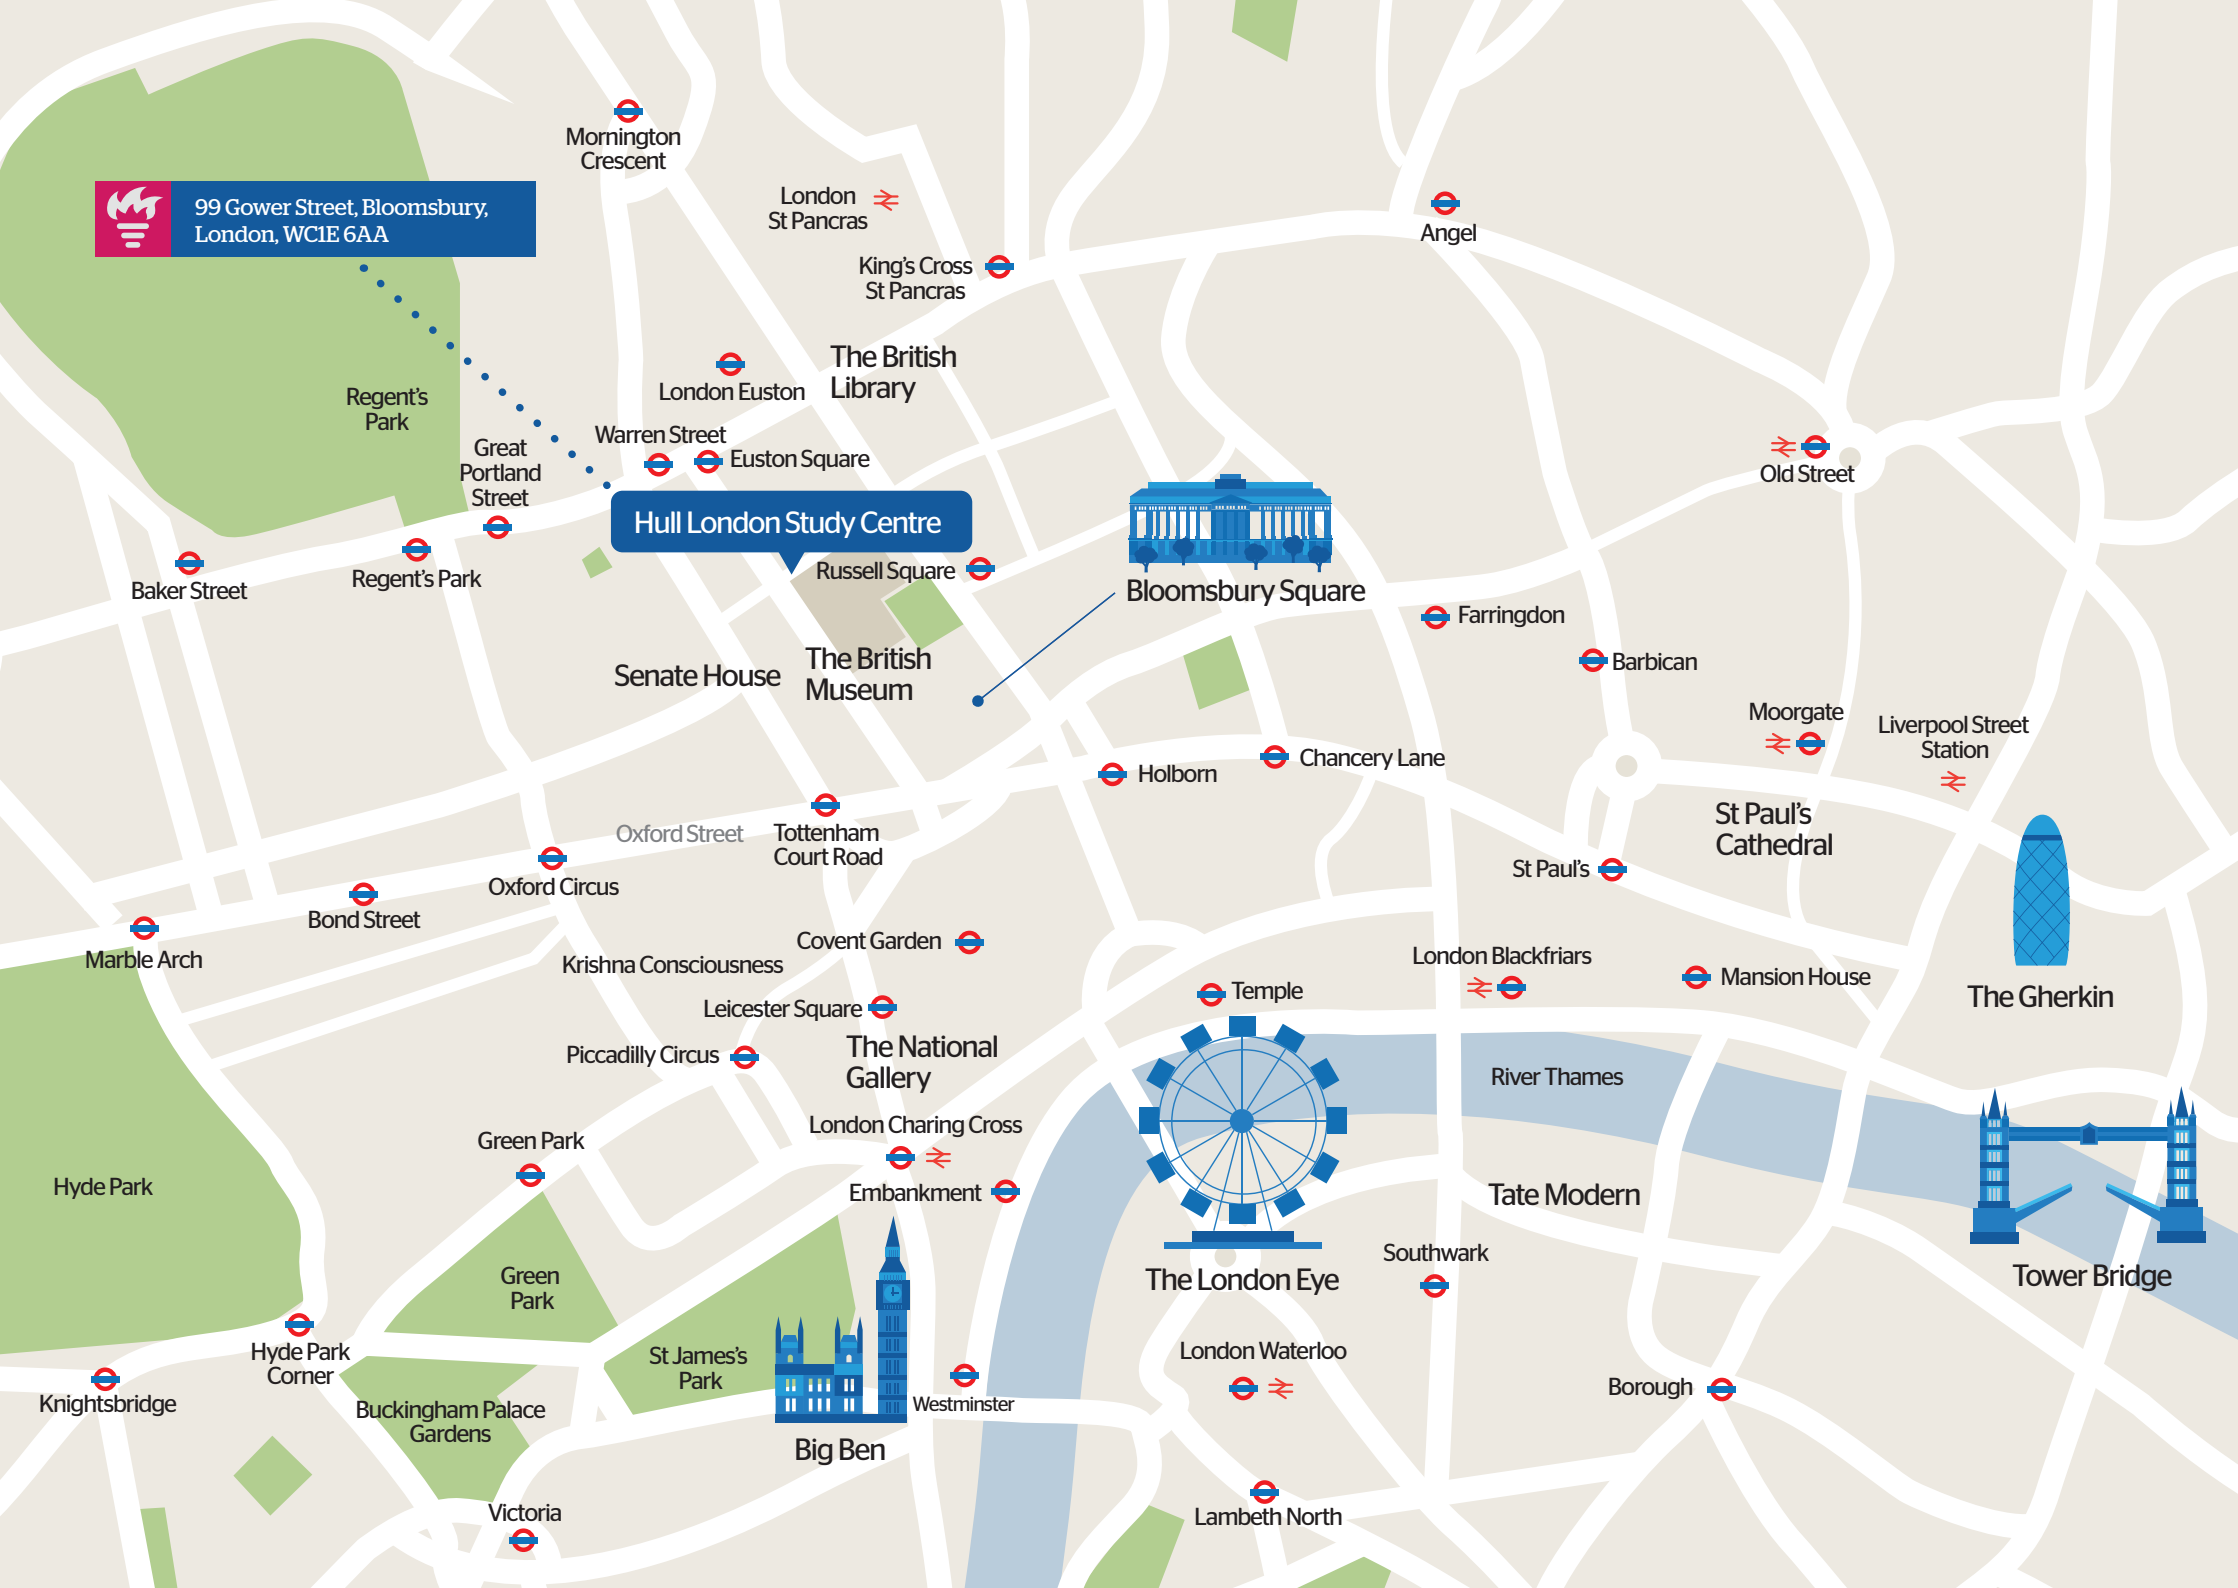 Mornington
Crescent
London
St Pancras
99 Gower Street, Bloomsbury,
London, WC1E 6AA
Angel
King's Cross
St Pancras
The British
Library
London Euston
Regent's
Park
Warren Street
Euston Square
Great
Portland
Street
Old Street
Hull London Study Centre
Baker Street
Regent's Park
Russell Square
Bloomsbury Square
Farringdon
Barbican
Senate House
The British
Museum
Moorgate
Liverpool Street
Station
Holborn
Chancery Lane
St Paul's
Cathedral
Oxford Street
Tottenham
Court Road
Oxford Circus
St Paul's
Bond Street
Marble Arch
Covent Garden
Krishna Consciousness
London Blackfriars
Mansion House
Temple
The Gherkin
Leicester Square
Piccadilly Circus
The National
Gallery
River Thames
London Charing Cross
Green Park
Hyde Park
Embankment
Tate Modern
Southwark
The London Eye
Tower Bridge
Green
Park
Hyde Park
Corner
St James's
Park
London Waterloo
Borough
Knightsbridge
Buckingham Palace
Gardens
Westminster
Big Ben
Victoria
Lambeth North